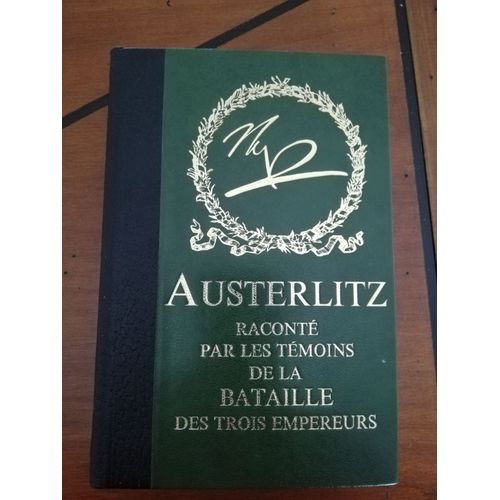 AUSTERLITZ
RACONTÉ
PAR LES TÉMOINS
DE LA
BATAILLE
DES TROIS EMPEREURS